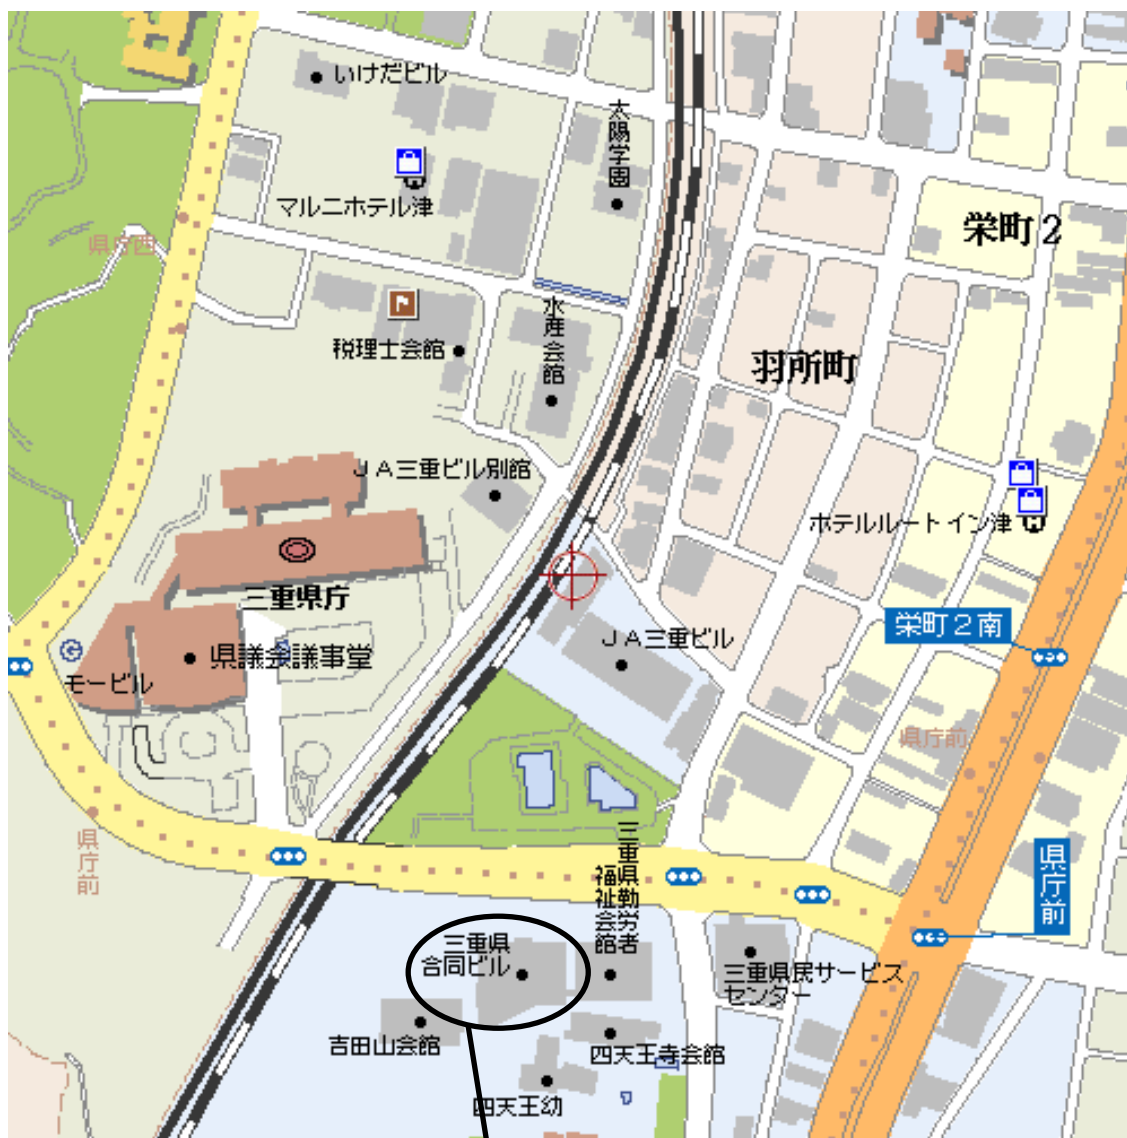 いけだビル
太陽学園
マルニホテル津
県庁西
栄町2
水産会館
税理士会館
羽所町
JA三重ビル別館
ホテルルートイン津
三重県庁
栄町2南
JA三重ビル
県議会議事堂
モービル
県庁前
県庁前
三重県勤労者
福祉会館
県庁前
三重県
合同ビル
三重県民サービス
センター
吉田山会館
四天王寺会館
四天王幼